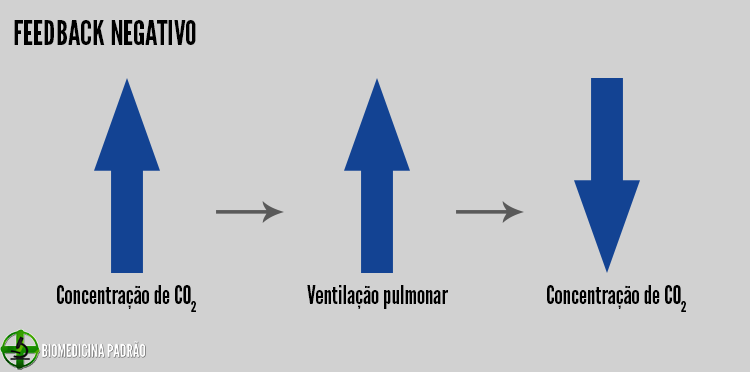 FEEDBACK NEGATIVO
Concentração de CO₂
Ventilação pulmonar
Concentração de CO₂
BIOMEDICINA PADRÃO